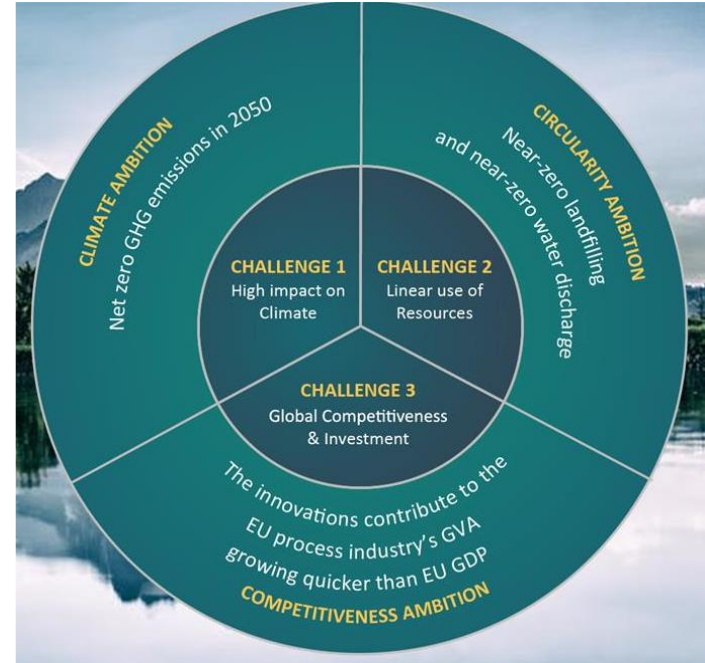 CLIMATE AMBITION
Net zero GHG emissions in 2050
CIRCULARITY AMBITION
Near-zero landfilling
and near-zero water discharge
CHALLENGE 1
High impact on
Climate
CHALLENGE 2
Linear use of
Resources
CHALLENGE 3
Global Competitiveness
& Investment
The innovations contribute to the
EU process industry's GVA
growing quicker than EU GDP
COMPETITIVENESS AMBITION